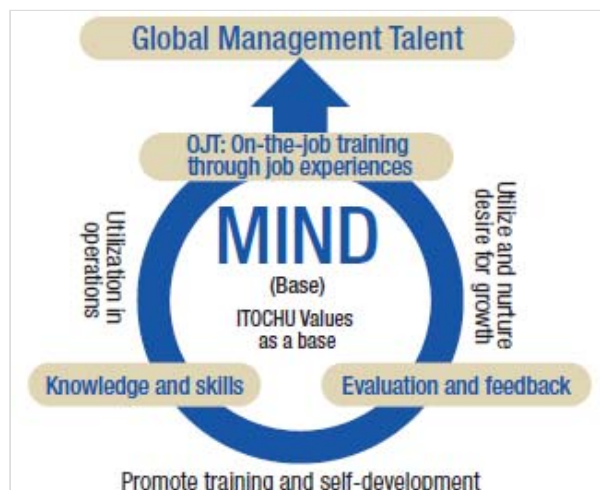 Global Management Talent
OJT: On-the-job training
through job experiences
Utilization in
operations
MIND
(Base)
ITOCHU Values
as a base
Utilize and nurture
desire for growth
Knowledge and skills
Evaluation and feedback
Promote training and self-development